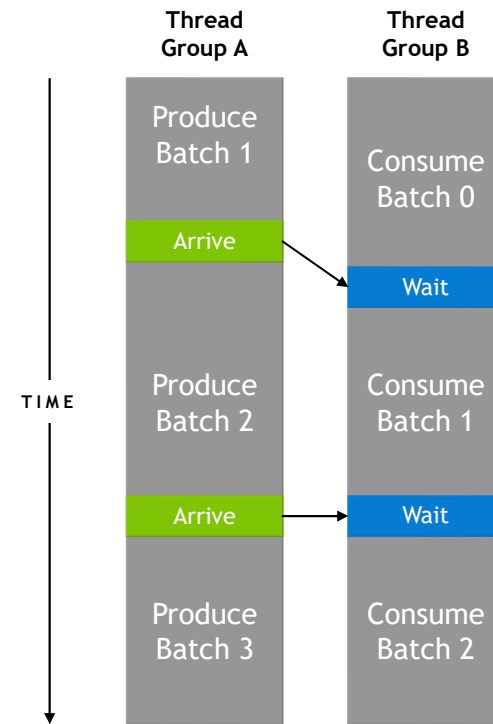 Thread
Group A
Thread
Group B
Produce
Batch 1
Consume
Batch 0
Arrive
Wait
TIME
Produce
Batch 2
Consume
Batch 1
Arrive
Wait
Produce
Batch 3
Consume
Batch 2